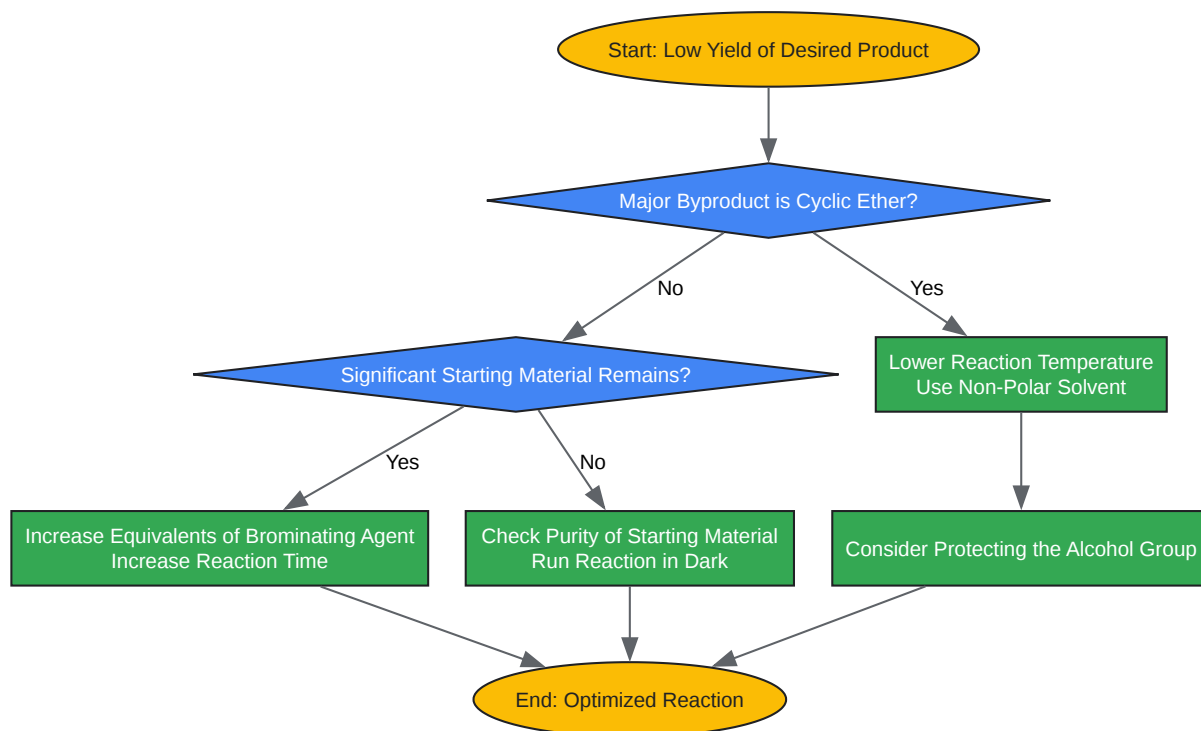 Start: Low Yield of Desired Product
Major Byproduct is Cyclic Ether?
No
Yes
Significant Starting Material Remains?
Lower Reaction Temperature
Use Non-Polar Solvent
Yes
No
Increase Equivalents of Brominating Agent
Increase Reaction Time
Check Purity of Starting Material
Run Reaction in Dark
Consider Protecting the Alcohol Group
End: Optimized Reaction